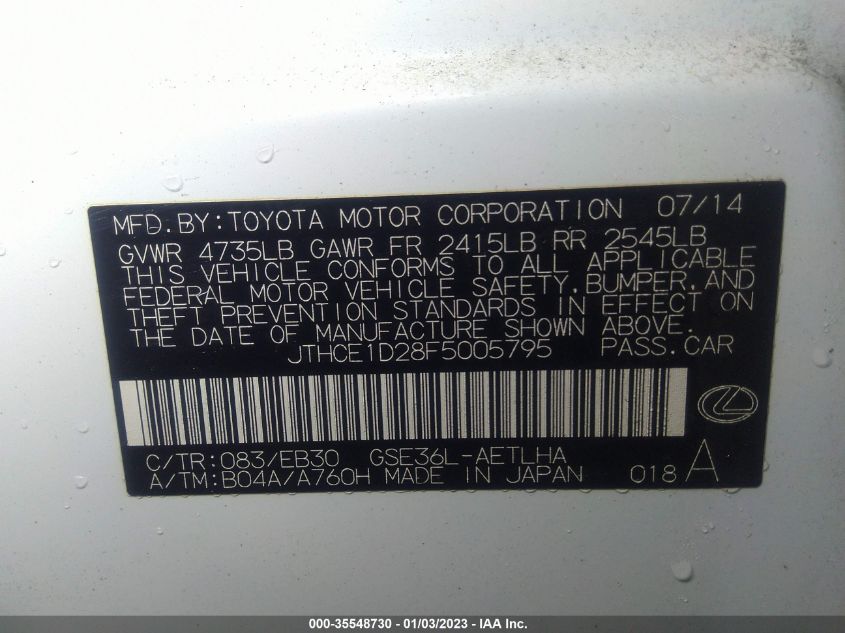 MFD.BY:TOYOTA MOTOR CORPORATION 07/14
GVWR 4735LB GAWR FR 2415LB RR 2545LB
THIS VEHICLE CONFORMS TO ALL APPLICABLE
FEDERAL MOTOR VEHICLE SAFETY,BUMPER,AND
THEFT PREVENTION STANDARDS IN EFFECT ON
THE DATE OF MANUFACTURE SHOWN ABOVE.
JTHCE1D28F5005795 PASS.CAR
C/TR:083/EB30 GSE36L-AETLHA
A/TM:B04A/A760H MADE IN JAPAN 018 A
000-35548730 - 01/03/2023 - IAA Inc.